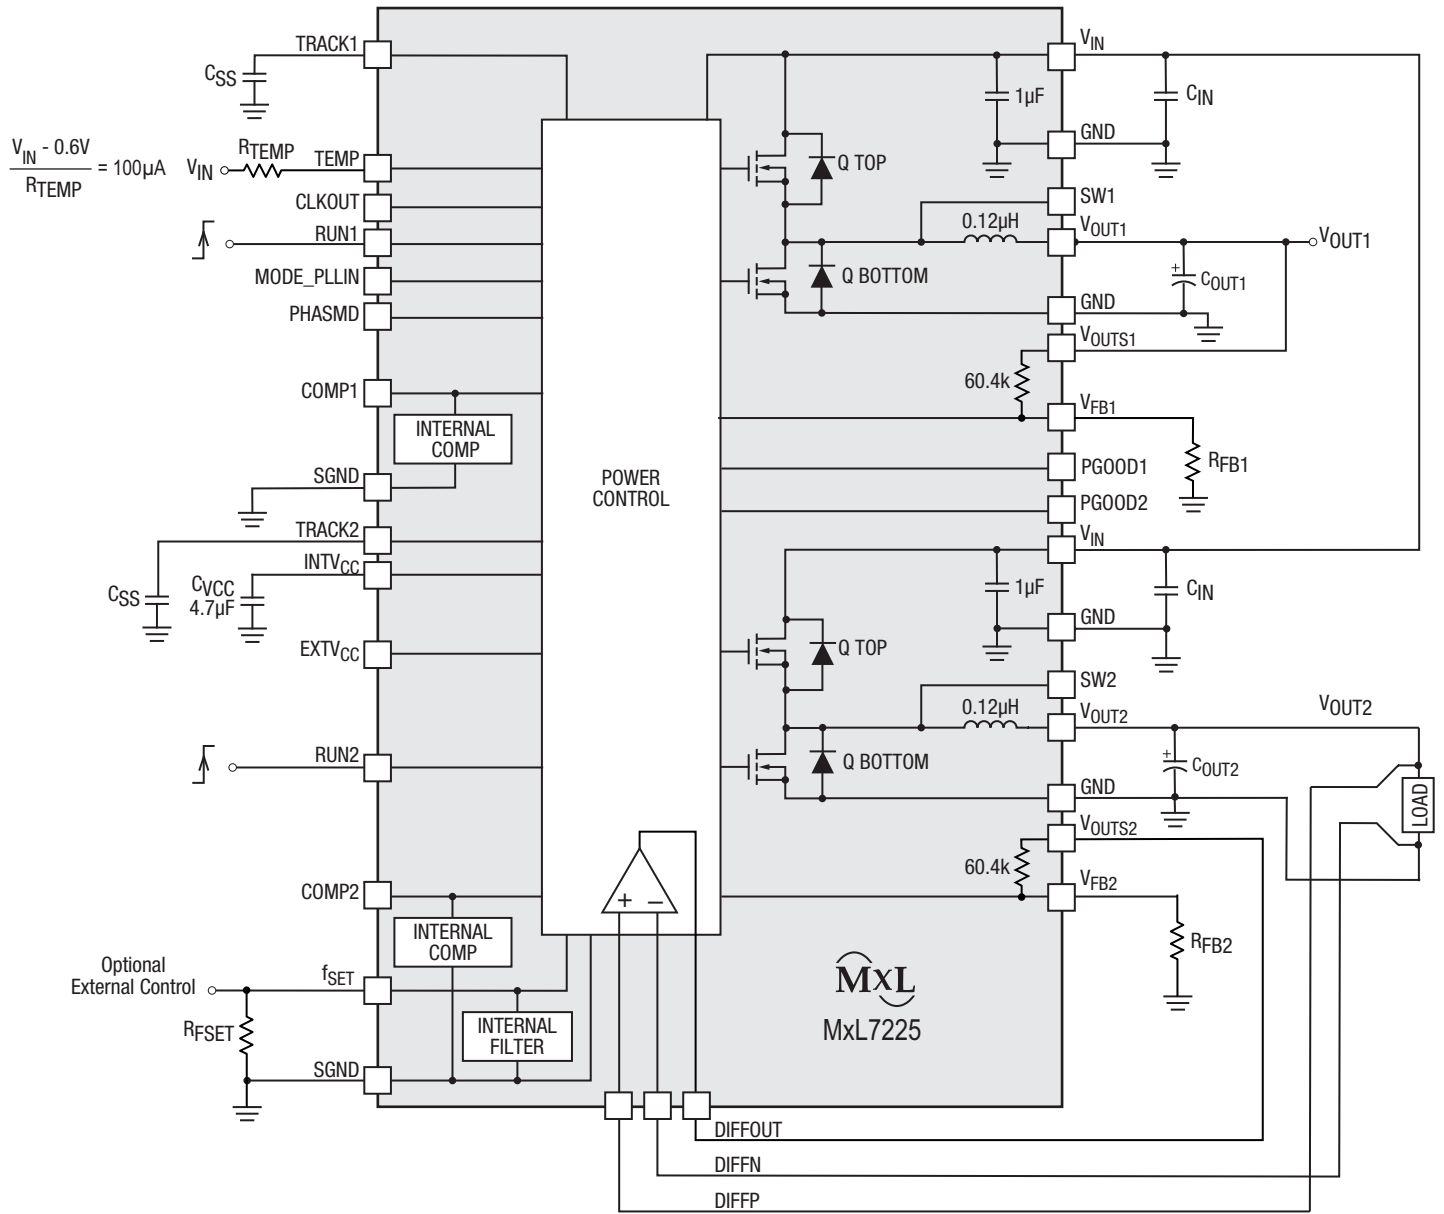 TRACK1
CSS
VIN - 0.6V
RTEMP
= 100µA
VIN
RTEMP
TEMP
CLKOUT
RUN1
MODE_PLLIN
PHASMD
COMP1
INTERNAL
COMP
SGND
TRACK2
INTVCC
CSS
CVCC
4.7µF
EXTVCC
RUN2
COMP2
INTERNAL
COMP
Optional
External Control
fSET
RFSET
INTERNAL
FILTER
SGND
POWER
CONTROL
+
–
VIN
1µF
CIN
GND
Q TOP
SW1
0.12µH
VOUT1
VOUT1
Q BOTTOM
+
COUT1
GND
VOUTS1
60.4k
VFB1
RFB1
PGOOD1
PGOOD2
VIN
1µF
CIN
GND
Q TOP
SW2
0.12µH
VOUT2
VOUT2
Q BOTTOM
+
COUT2
GND
LOAD
VOUTS2
60.4k
VFB2
RFB2
MXL
MxL7225
DIFFOUT
DIFFN
DIFFP